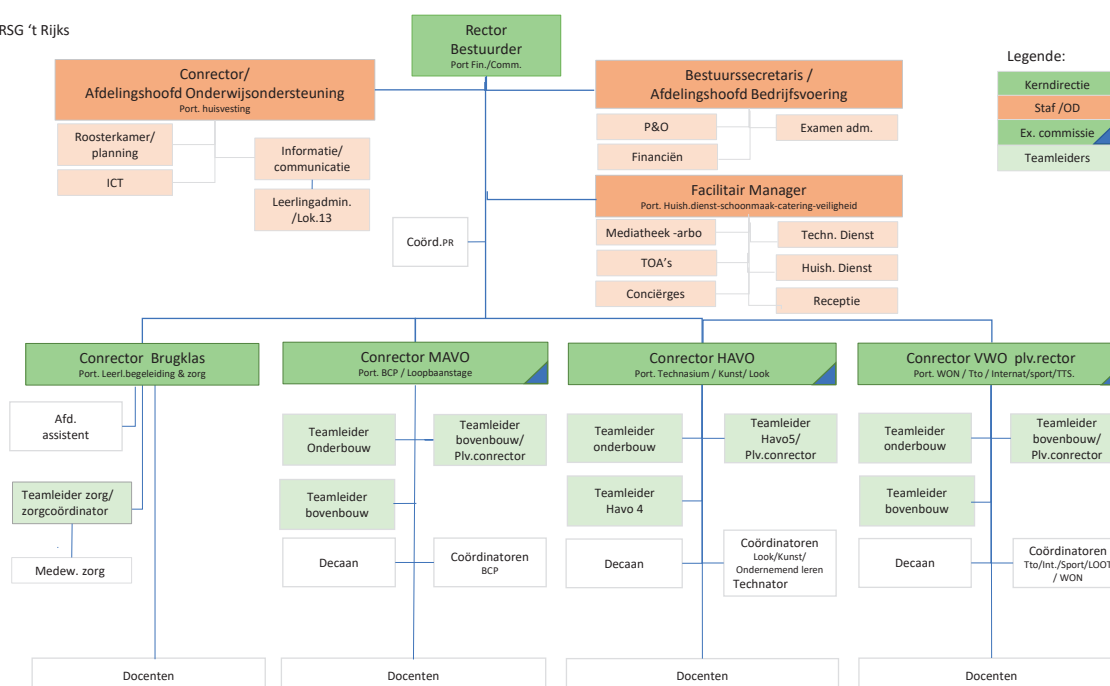 RSG ‘t Rijks
Rector
Bestuurder
Port Fin./Comm.
Legende:
Kerndirectie
Staf /OD
Ex. commissie
Teamleiders
Conrector/
Afdelingshoofd Onderwijsondersteuning
Port. huisvesting
Roosterkamer/
planning
ICT
Informatie/
communicatie
Leerlingadmin.
/Lok.13
Bestuurssecretaris /
Afdelingshoofd Bedrijfsvoering
P&O
Examen adm.
Financiën
Facilitair Manager
Port. Huish.dienst-schoonmaak-catering-veiligheid
Mediatheek -arbo
Techn. Dienst
TOA’s
Huish. Dienst
Conciërges
Receptie
Coörd.PR
Conrector Brugklas
Port. Leerl.begeleiding & zorg
Afd.
assistent
Teamleider zorg/
zorgcoördinator
Medew. zorg
Docenten
Conrector MAVO
Port. BCP / Loopbaanstage
Teamleider
Onderbouw
Teamleider
bovenbouw/
Plv.conrector
Teamleider
bovenbouw
Decaan
Coördinatoren
BCP
Docenten
Conrector HAVO
Port. Technasium / Kunst/ Look
Teamleider
onderbouw
Teamleider
Havo5/
Plv.conrector
Teamleider
Havo 4
Decaan
Coördinatoren
Look/Kunst/
Ondernemend leren
Technator
Docenten
Conrector VWO plv.rector
Port. WON / Tto / Internat/sport/TTS.
Teamleider
onderbouw
Teamleider
bovenbouw/
Plv.conrector
Teamleider
bovenbouw
Decaan
Coördinatoren
Tto/Int./Sport/LOOT
/ WON
Docenten